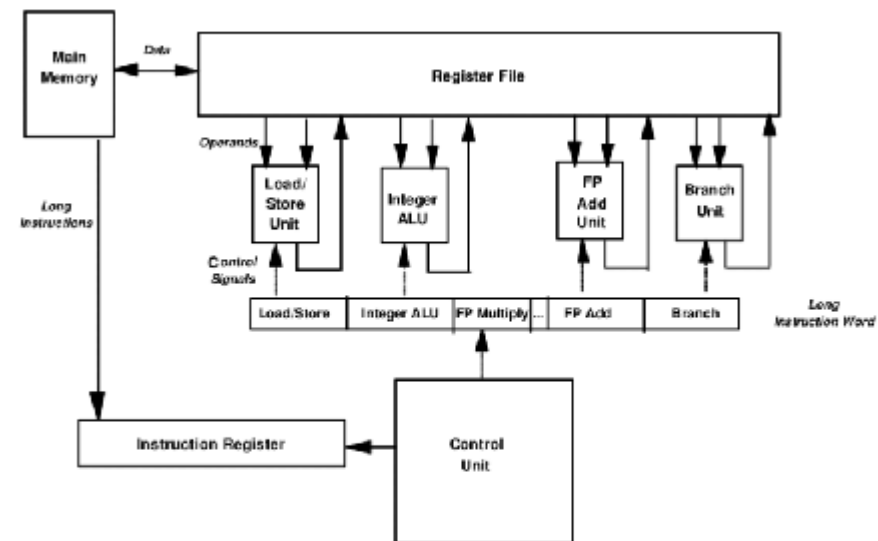 Main
Memory
Data
Register File
Operands
Load/
Store
Unit
Integer
ALU
FP
Add
Unit
Branch
Unit
Long
Instructions
Control
Signals
Load/Store
Integer ALU
FP Multiply
...
FP Add
Branch
Long
Instruction Word
Instruction Register
Control
Unit